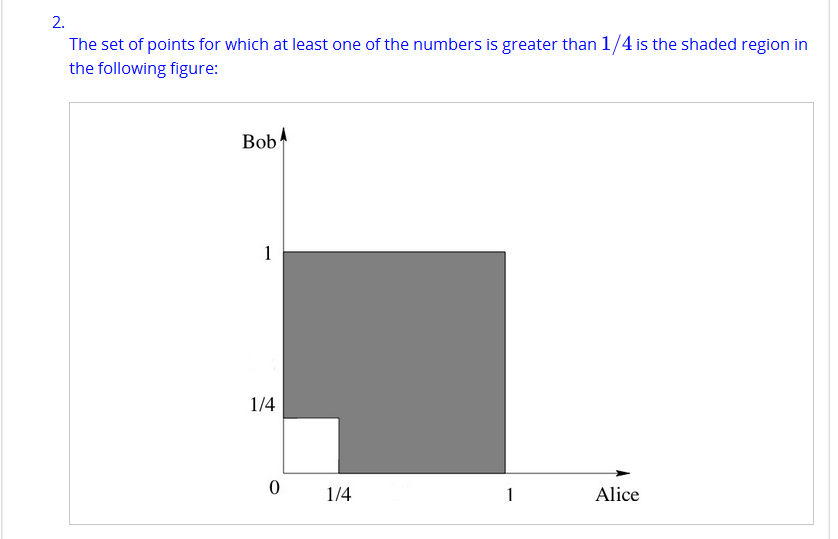 2.
The set of points for which at least one of the numbers is greater than 1/4 is the shaded region in
the following figure:
Bob
1
1/4
0
1/4
1
Alice